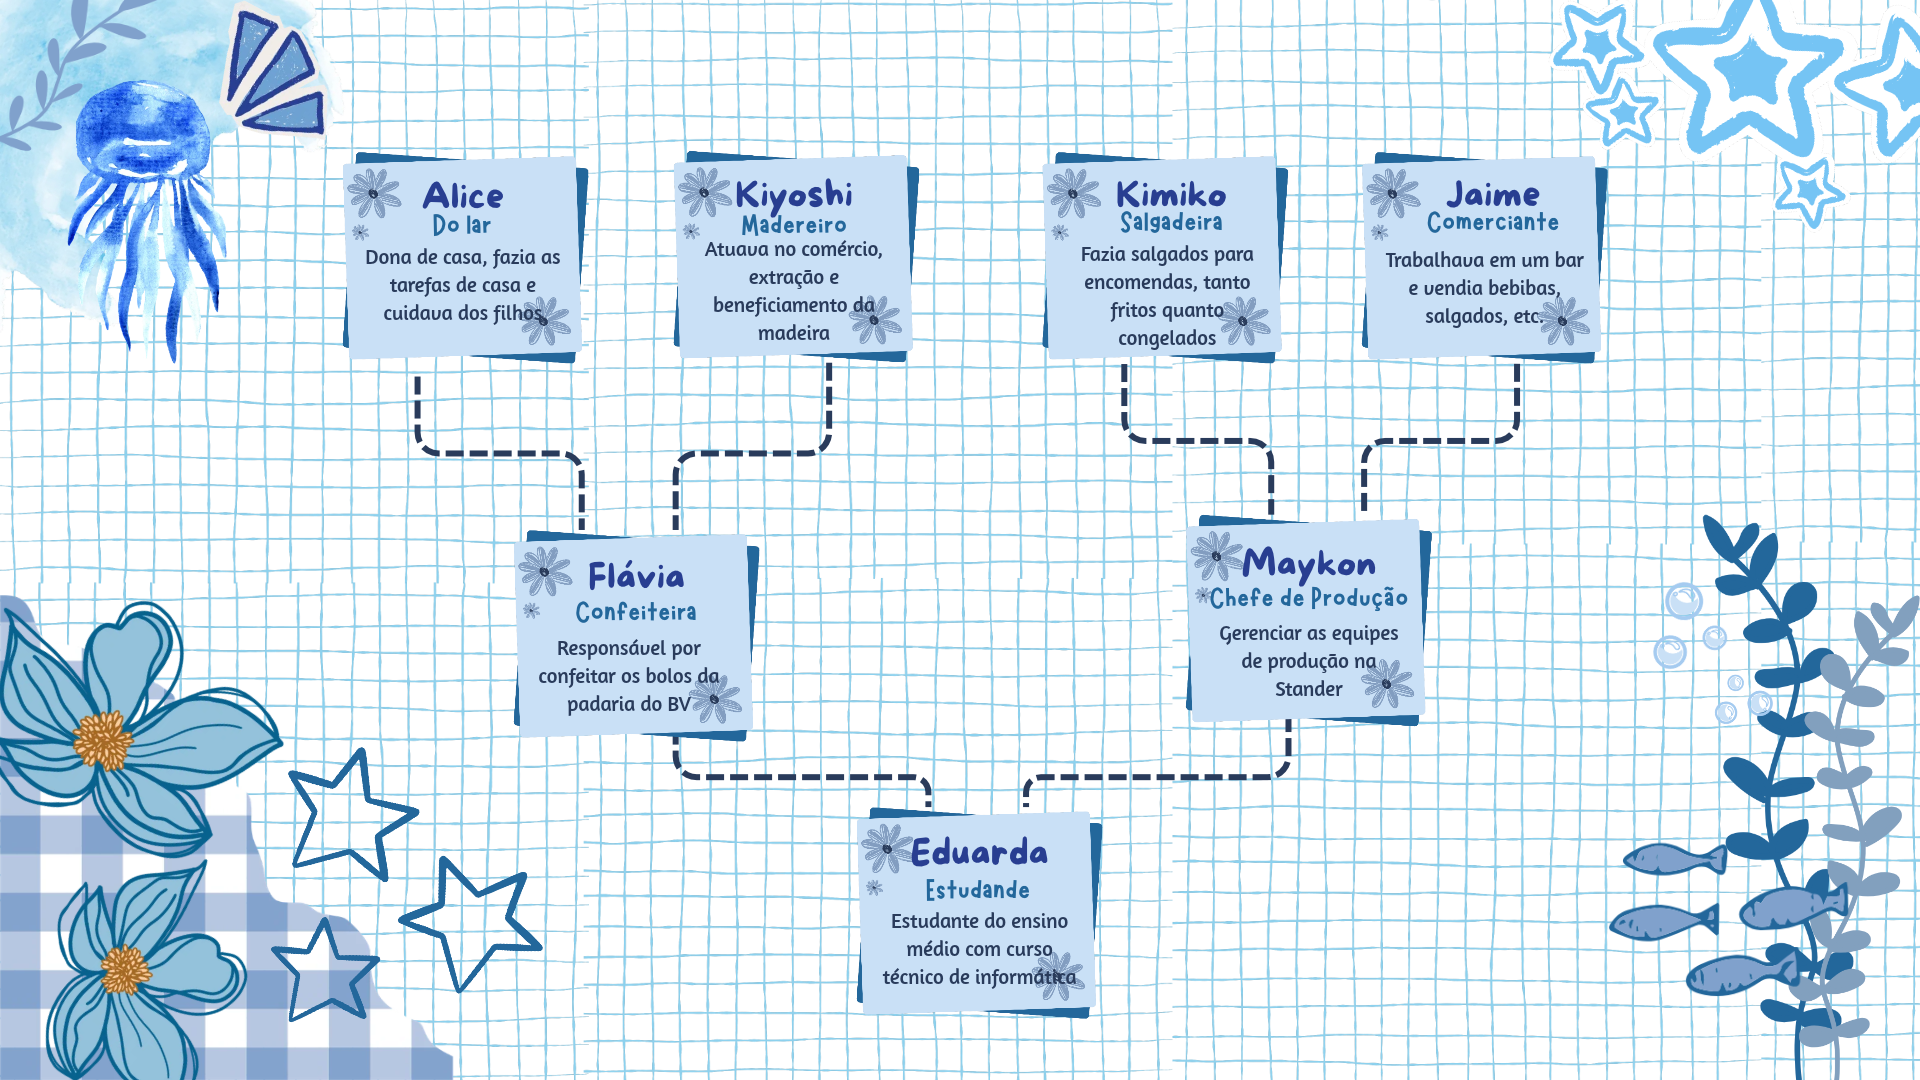 Alice
Do lar
Dona de casa, fazia as
tarefas de casa e
cuidava dos filhos.
Kiyoshi
Madereiro
Atuava no comércio,
extração e
beneficiamento da
madeira
Kimiko
Salgadeira
Fazia salgados para
encomendas, tanto
fritos quanto
congelados
Jaime
Comerciante
Trabalhava em um bar
e vendia bebibas,
salgados, etc.
Flávia
Confeiteira
Responsável por
confeitar os bolos da
padaria do BV
Maykon
Chefe de Produção
Gerenciar as equipes
de produção na
Stander
Eduarda
Estudande
Estudante do ensino
médio com curso
técnico de informática